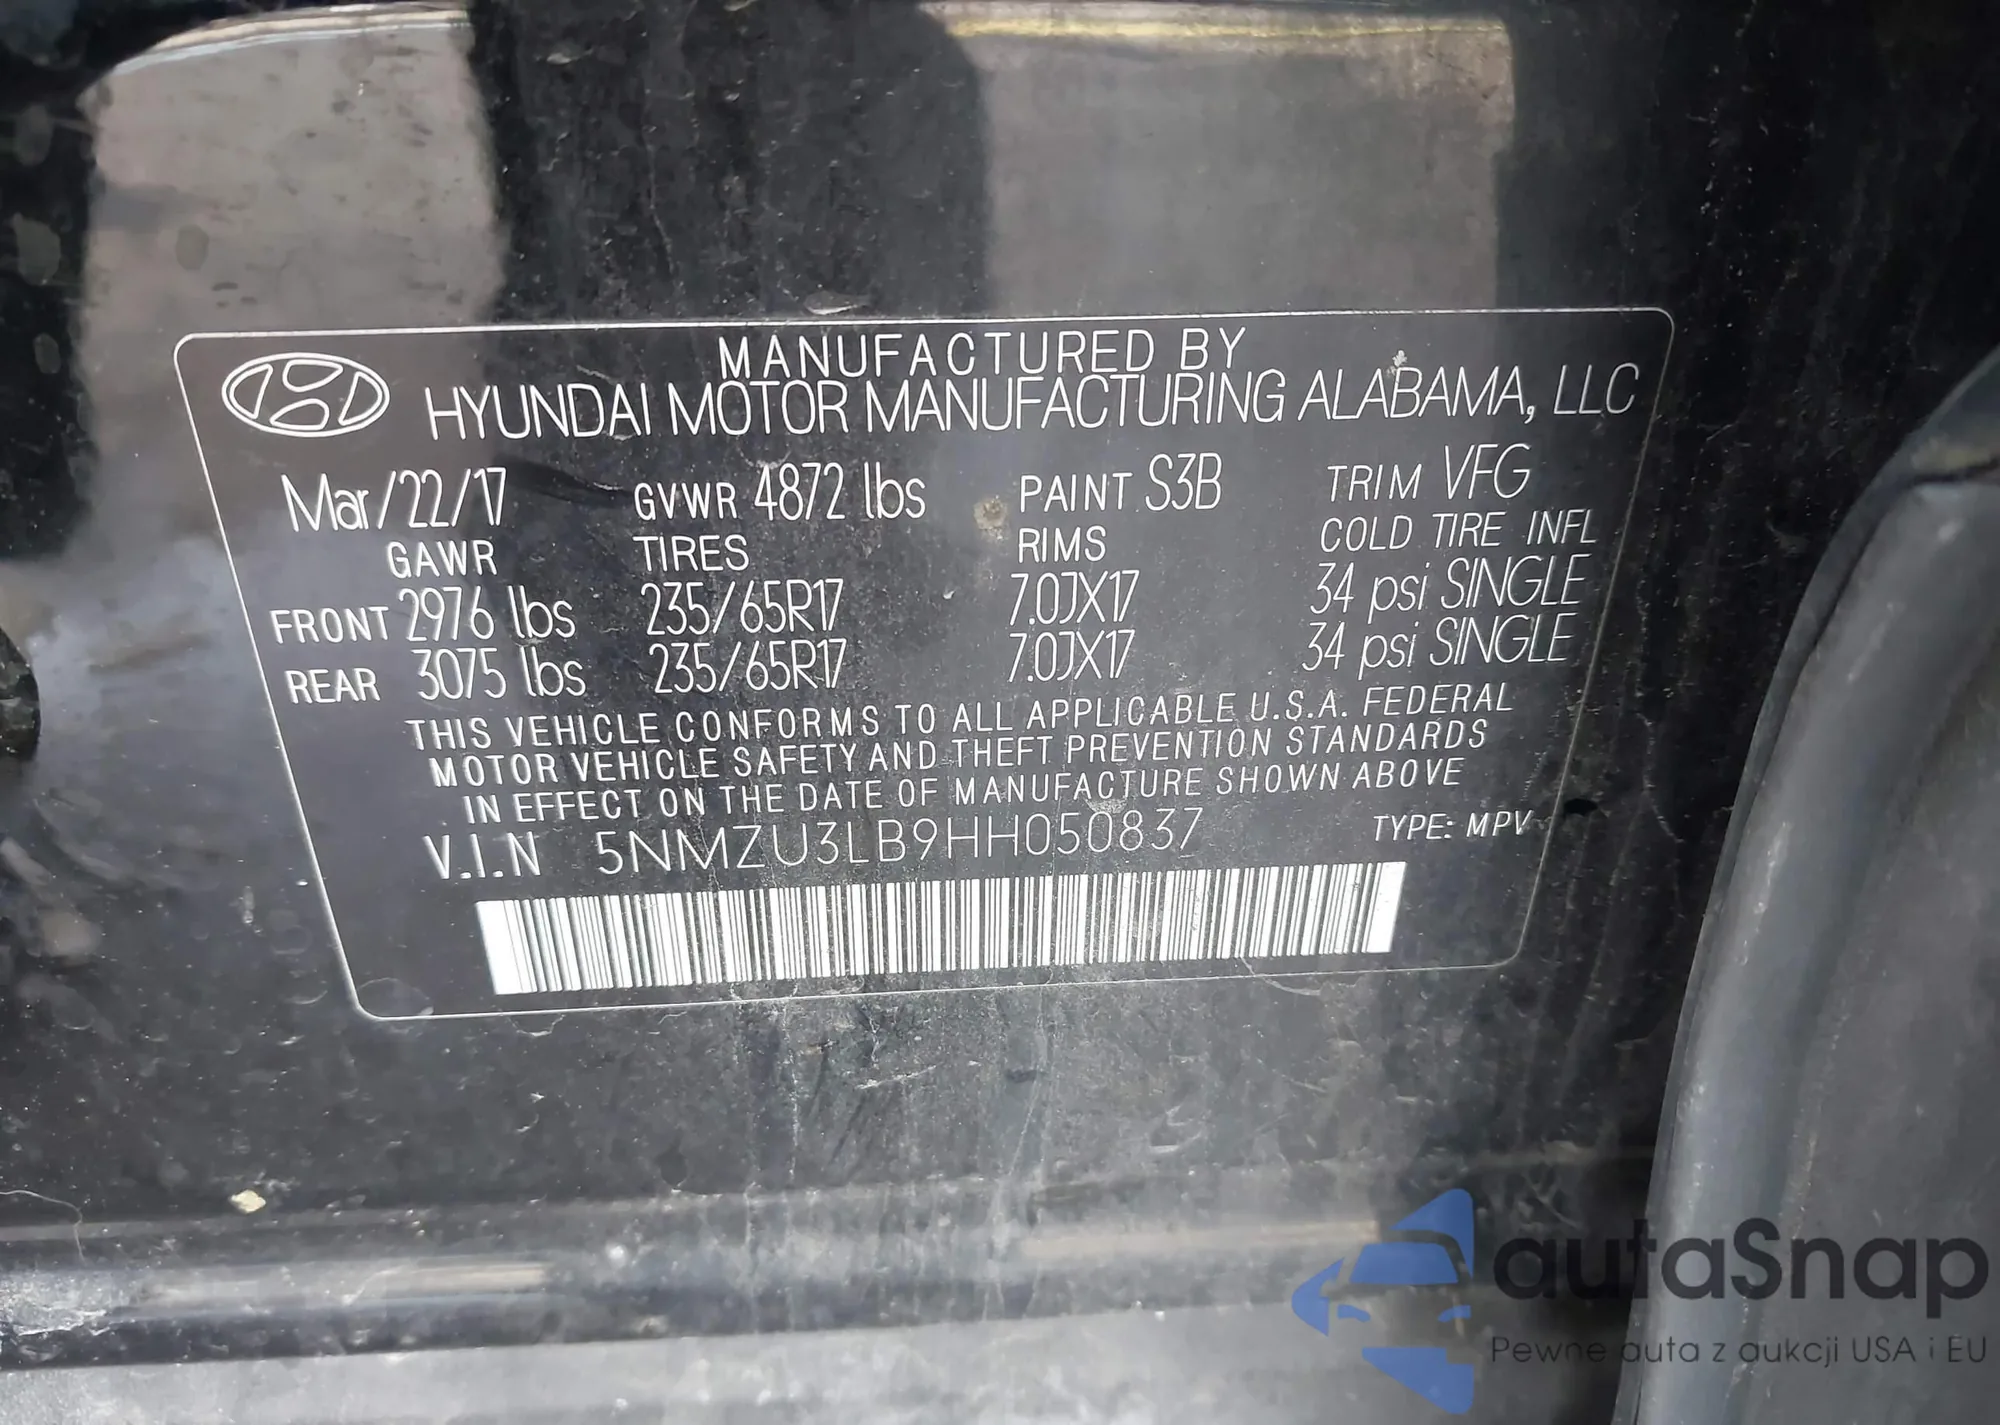 MANUFACTURED BY
HYUNDAI MOTOR MANUFACTURING ALABAMA, LLC
Mar/22/17 GVWR 4872 lbs PAINT S3B TRIM VFG
GAWR TIRES RIMS COLD TIRE INFL
FRONT 2976 lbs 235/65R17 7.0JX17 34 psi SINGLE
REAR 3075 lbs 235/65R17 7.0JX17 34 psi SINGLE
THIS VEHICLE CONFORMS TO ALL APPLICABLE U.S.A. FEDERAL
MOTOR VEHICLE SAFETY AND THEFT PREVENTION STANDARDS
IN EFFECT ON THE DATE OF MANUFACTURE SHOWN ABOVE
V.I.N 5NMZU3LB9HH050837 TYPE: MPV
autaSnap
Pewne auta z aukcji USA i EU